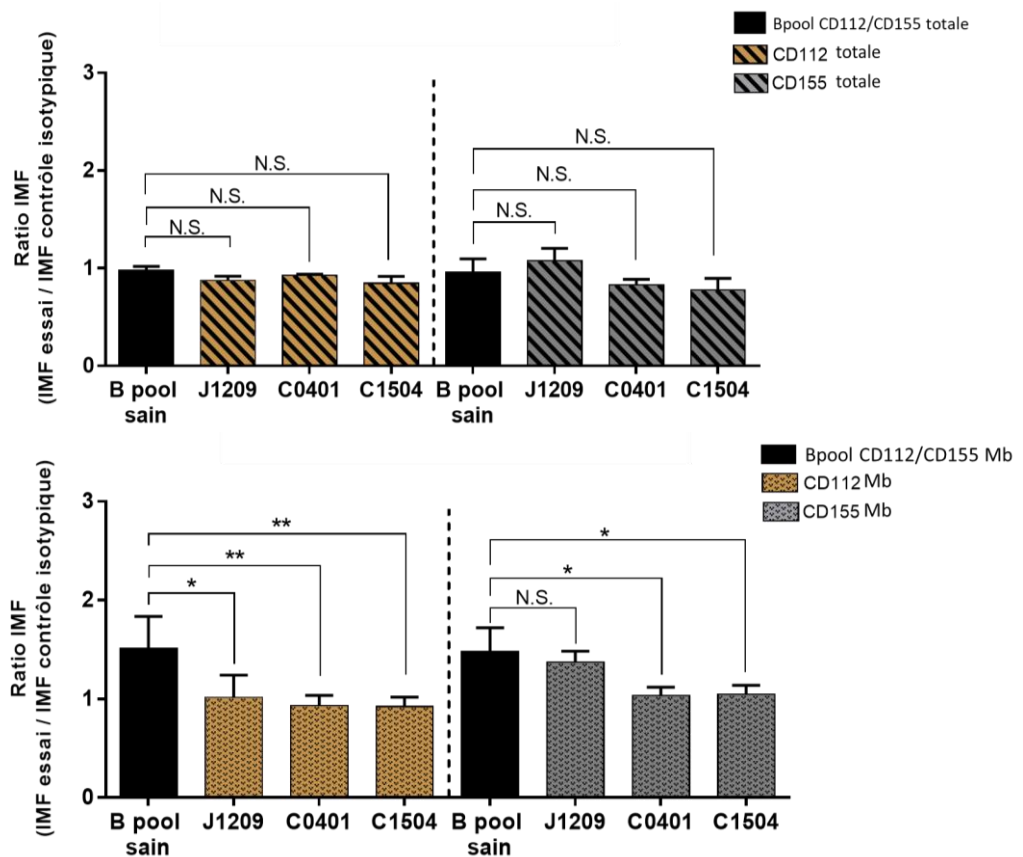 Bpool CD112/CD155 totale
CD112 totale
CD155 totale
Ratio IMF
(IMF essai / IMF contrôle isotypique)
3
2
1
0
N.S.
N.S.
N.S.
N.S.
N.S.
N.S.
B pool sain
J1209
C0401
C1504
B pool sain
J1209
C0401
C1504
Bpool CD112/CD155 Mb
CD112 Mb
CD155 Mb
Ratio IMF
(IMF essai / IMF contrôle isotypique)
3
2
1
0
**
**
*
*
*
N.S.
B pool sain
J1209
C0401
C1504
B pool sain
J1209
C0401
C1504